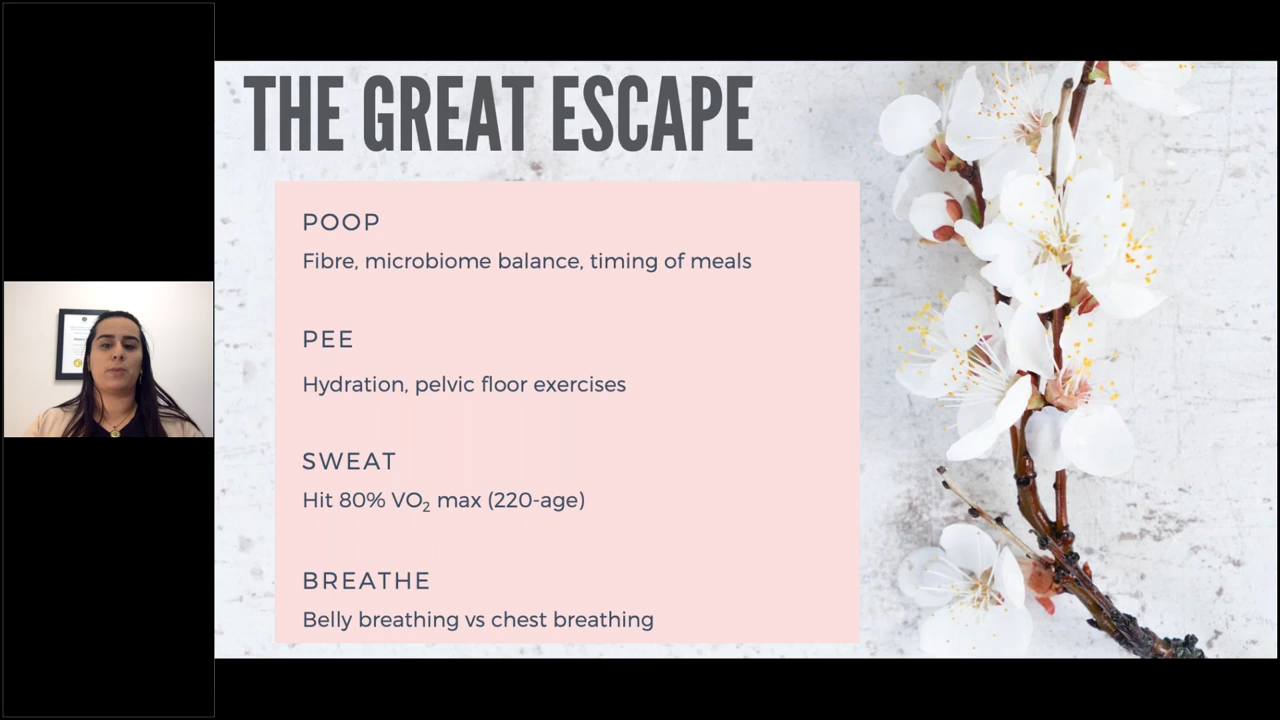 THE GREAT ESCAPE
POOP
Fibre, microbiome balance, timing of meals
PEE
Hydration, pelvic floor exercises
SWEAT
Hit 80% VO₂ max (220-age)
BREATHE
Belly breathing vs chest breathing